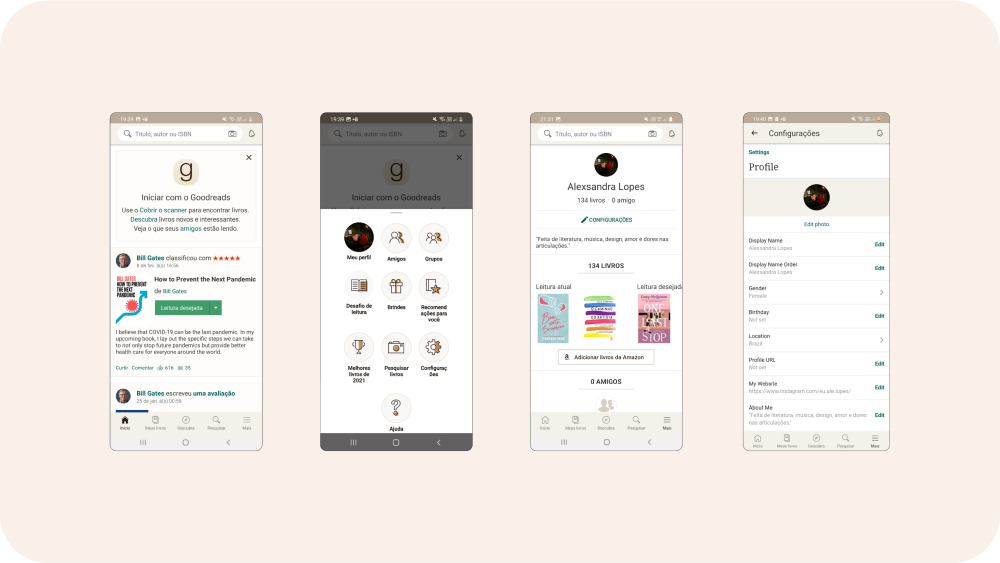 19:39
Título, autor ou ISBN
g
Iniciar com o Goodreads
Use o Cobrir o scanner para encontrar livros.
Descubra livros novos e interessantes.
Veja o que seus amigos estão lendo.
Bill Gates classificou com ★★★★★
8 de fev. à(s) 16:56
BILL GATES
HOW TO PREVENT
THE NEXT
PANDEMIC
How to Prevent the Next Pandemic
de Bill Gates
Leitura desejada
I believe that COVID-19 can be the last pandemic. In my
upcoming book, I lay out the specific steps we can take
to not only stop future pandemics but provide better
health care for everyone around the world.
Curtir Comentar 616 35
Bill Gates escreveu uma avaliação
25 de jan. à(s) 00:58
Início Meus livros Descubra Pesquisar Mais
19:39
Título, autor ou ISBN
Iniciar com o Goodreads
Meu perfil
Amigos
Grupos
Desafio de
leitura
Brindes
Recomend
ações para
você
Melhores
livros de
2021
Pesquisar
livros
Configuraç
ões
Ajuda
21:31
Título, autor ou ISBN
Alexsandra Lopes
134 livros 0 amigo
CONFIGURAÇÕES
"Feita de literatura, música, design, amor e dores nas
articulações."
134 LIVROS
Leitura atual
Leitura desejada
ONE
LAST
STOP
Adicionar livros da Amazon
0 AMIGOS
Início Meus livros Descubra Pesquisar Mais
19:40
Configurações
Settings
Profile
Edit photo
Display Name
Alexsandra Lopes
Edit
Display Name Order
Alexsandra Lopes
Edit
Gender
Female
Birthday
Not set
Edit
Location
Brazil
Profile URL
Not set
Edit
My Website
https://www.instagram.com/eu.ale.lopes/
Edit
About Me
"Feita de literatura, música, design, amor e dores
nas articulações."
Edit
Início Meus livros Descubra Pesquisar Mais